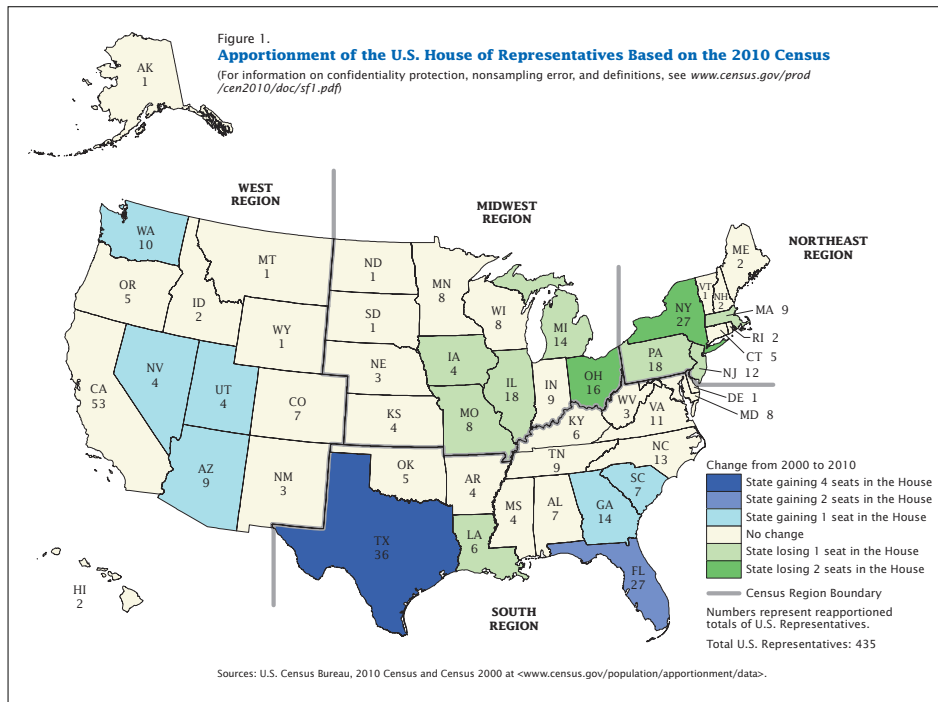 Figure 1.
Apportionment of the U.S. House of Representatives Based on the 2010 Census
(For information on confidentiality protection, nonsampling error, and definitions, see www.census.gov/prod
/cen2010/doc/sf1.pdf)
AK
1
WEST
REGION
MIDWEST
REGION
NORTHEAST
REGION
WA
10
MT
1
ND
1
MN
8
ME
2
VT
1
NH
2
OR
5
ID
2
WY
1
SD
1
WI
8
MI
14
NY
27
MA 9
RI 2
CT 5
NJ 12
PA
18
DE 1
MD 8
NV
4
UT
4
CA
53
CO
7
NE
3
KS
4
IA
4
MO
8
IL
18
IN
9
OH
16
WV
3
VA
11
KY
6
NC
13
TN
9
AZ
9
NM
3
OK
5
AR
4
SC
7
MS
4
AL
7
GA
14
TX
36
LA
6
FL
27
HI
2
SOUTH
REGION
Change from 2000 to 2010
State gaining 4 seats in the House
State gaining 2 seats in the House
State gaining 1 seat in the House
No change
State losing 1 seat in the House
State losing 2 seats in the House
Census Region Boundary
Numbers represent reapportioned
totals of U.S. Representatives.
Total U.S. Representatives: 435
Sources: U.S. Census Bureau, 2010 Census and Census 2000 at <www.census.gov/population/apportionment/data>.